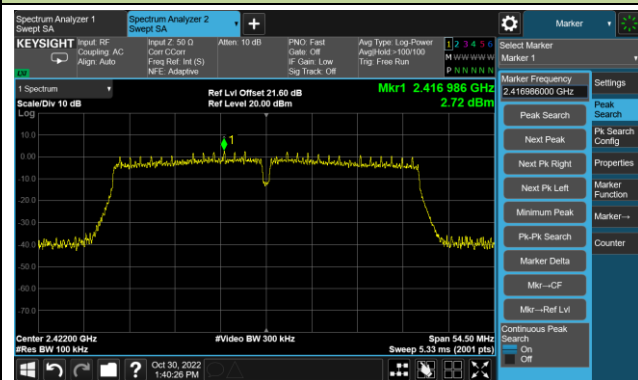 Spectrum Analyzer 1
Swept SA
Spectrum Analyzer 2
Swept SA
Marker
KEYSIGHT
Input: RF
Coupling: AC
Align: Auto
Input Z: 50 Ω
Corr CCorr
Freq Ref: Int (S)
NFE: Adaptive
Atten: 10 dB
PNO: Fast
Gate: Off
IF Gain: Low
Sig Track: Off
Avg Type: Log-Power
Avg|Hold >100/100
Trig: Free Run
1 2 3 4 5 6
M W W W W W
P N N N N N
Select Marker
Marker 1
1 Spectrum
Scale/Div 10 dB
Log
Ref Lvl Offset 21.60 dB
Ref Level 20.00 dBm
Mkr1 2.416 986 GHz
2.72 dBm
Marker Frequency
2.416986000 GHz
Settings
Peak Search
Peak
Search
Next Peak
Pk Search
Config
Next Pk Right
Properties
Next Pk Left
Marker
Function
Minimum Peak
Marker→
Pk-Pk Search
Counter
Marker Delta
Mkr→CF
Mkr→Ref Lvl
Continuous Peak
Search
On
Off
10.0
0.00
-10.0
-20.0
-30.0
-40.0
-50.0
-60.0
-70.0
1
Center 2.42200 GHz
#Res BW 100 kHz
#Video BW 300 kHz
Span 54.50 MHz
Sweep 5.33 ms (2001 pts)
?
Oct 30, 2022
1:40:26 PM